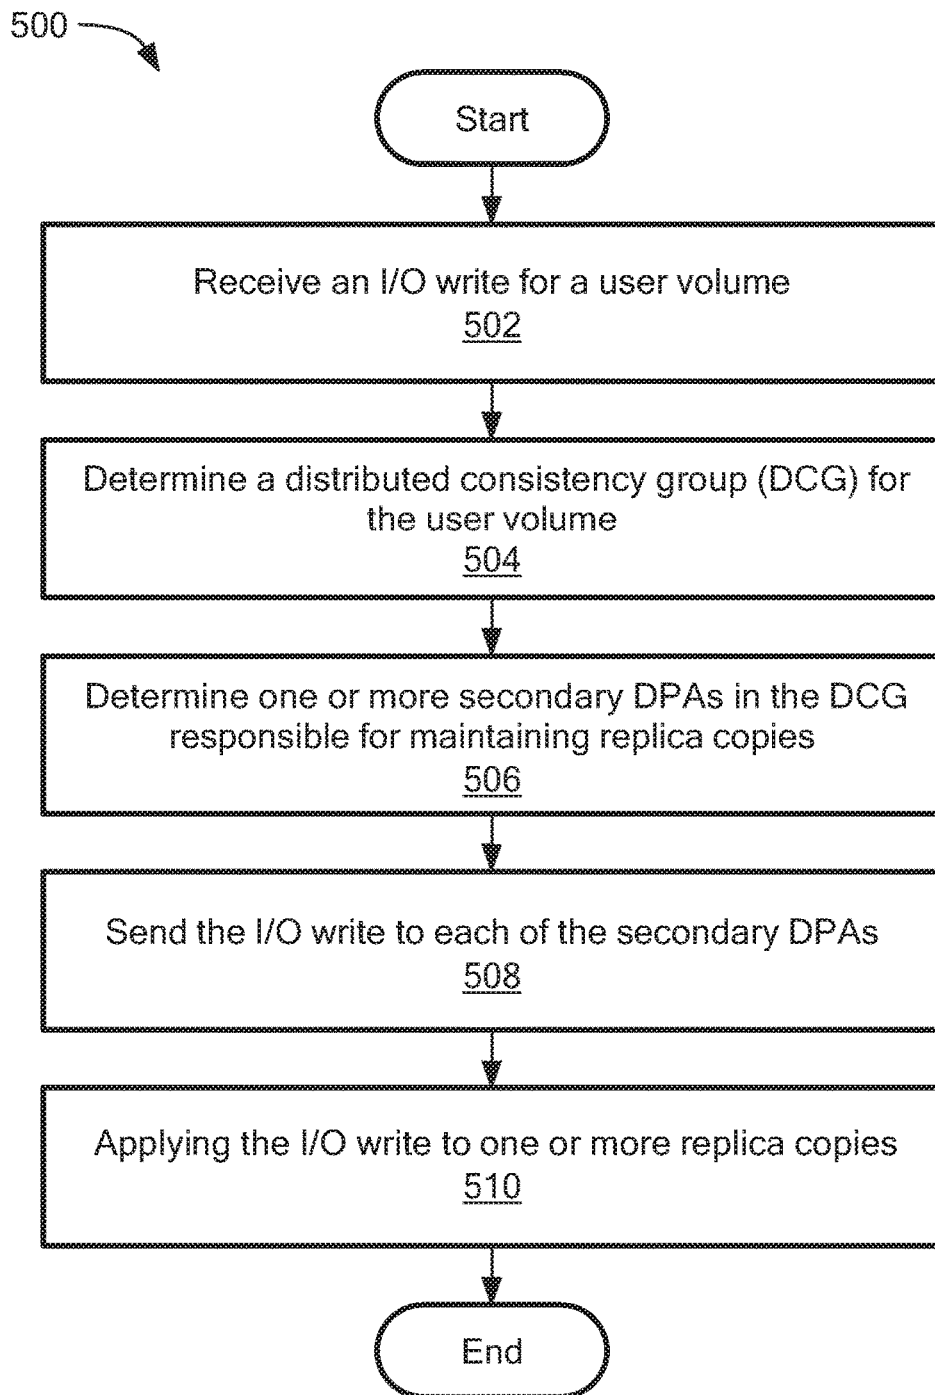 500
Start
Receive an I/O write for a user volume
502
Determine a distributed consistency group (DCG) for
the user volume
504
Determine one or more secondary DPAs in the DCG
responsible for maintaining replica copies
506
Send the I/O write to each of the secondary DPAs
508
Applying the I/O write to one or more replica copies
510
End